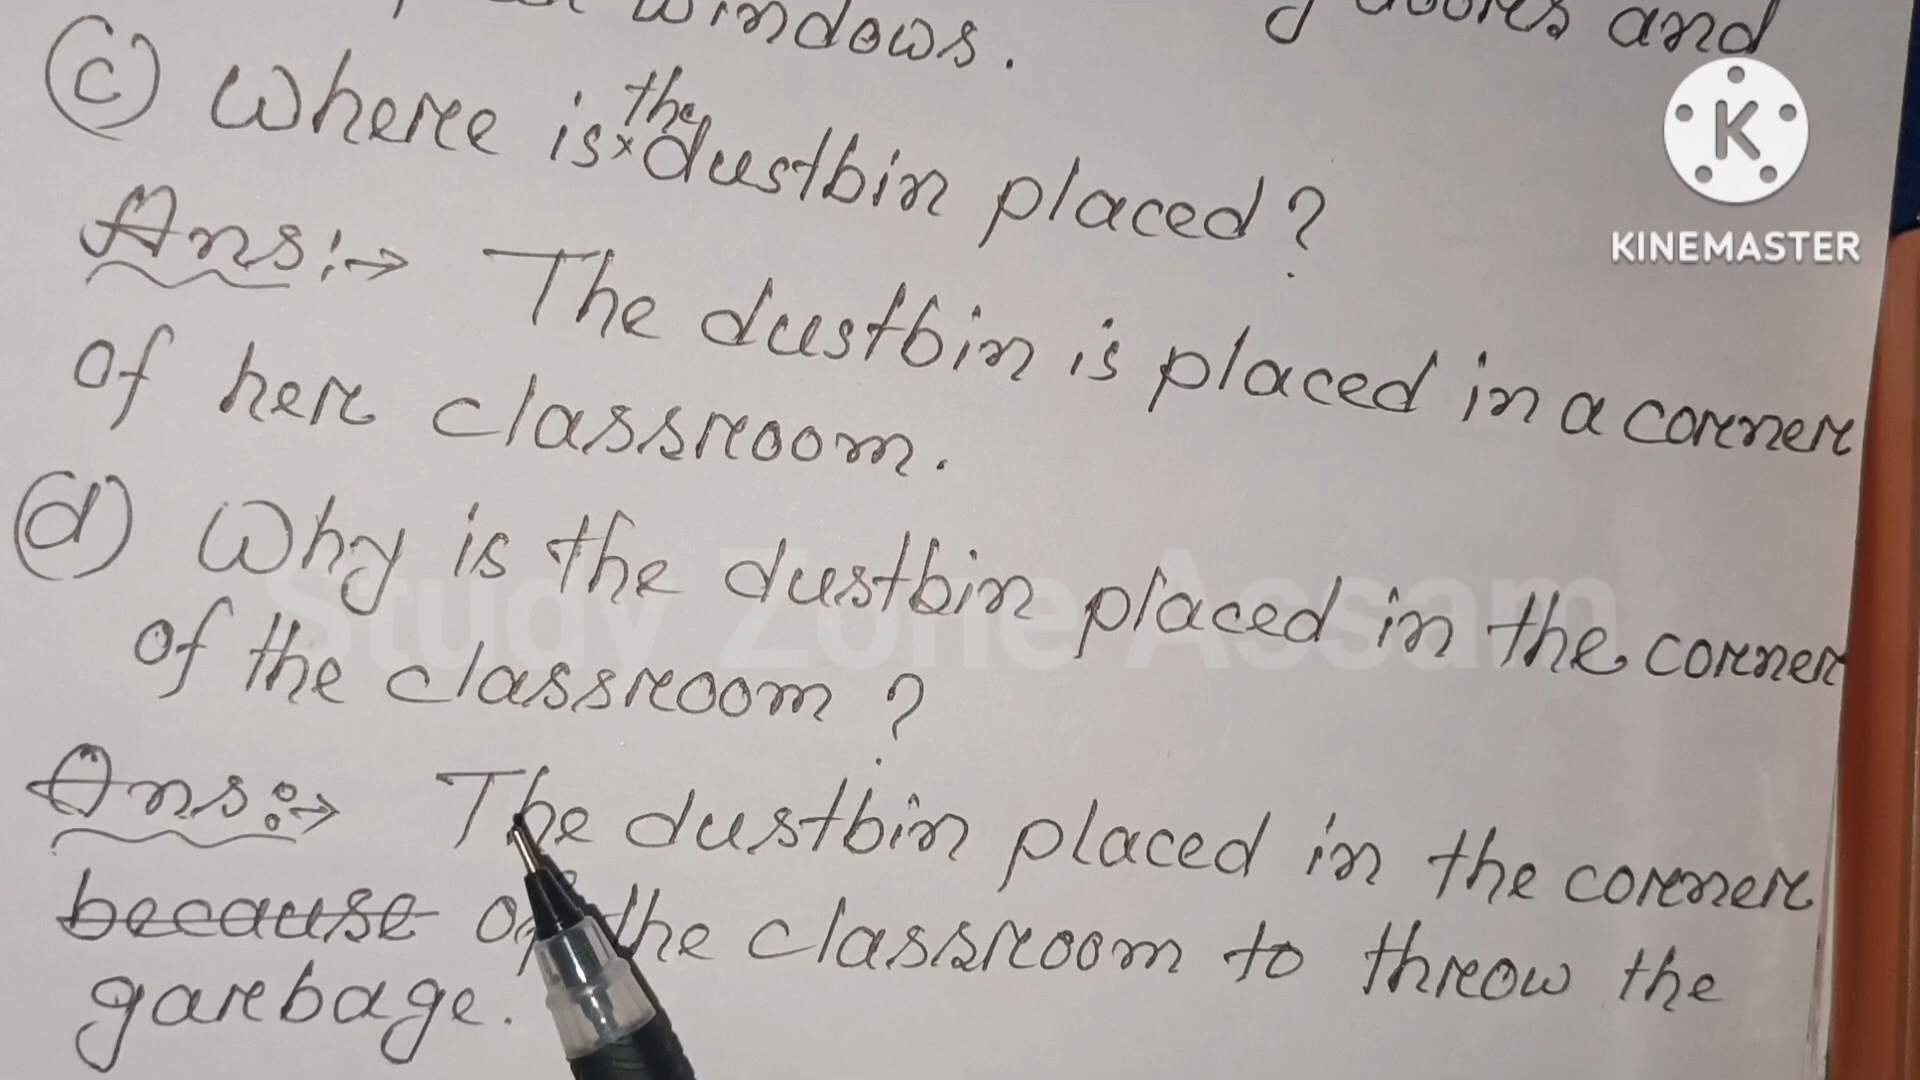 windows. doors and
(c) Where is the dustbin placed?
KINEMASTER
Ans:→ The dustbin is placed in a corner
of her classroom.
(d) Why is the dustbin placed in the corner
of the classroom?
Study Zone Assam
Ans:→ The dustbin placed in the corner
because of the classroom to throw the
garbage.